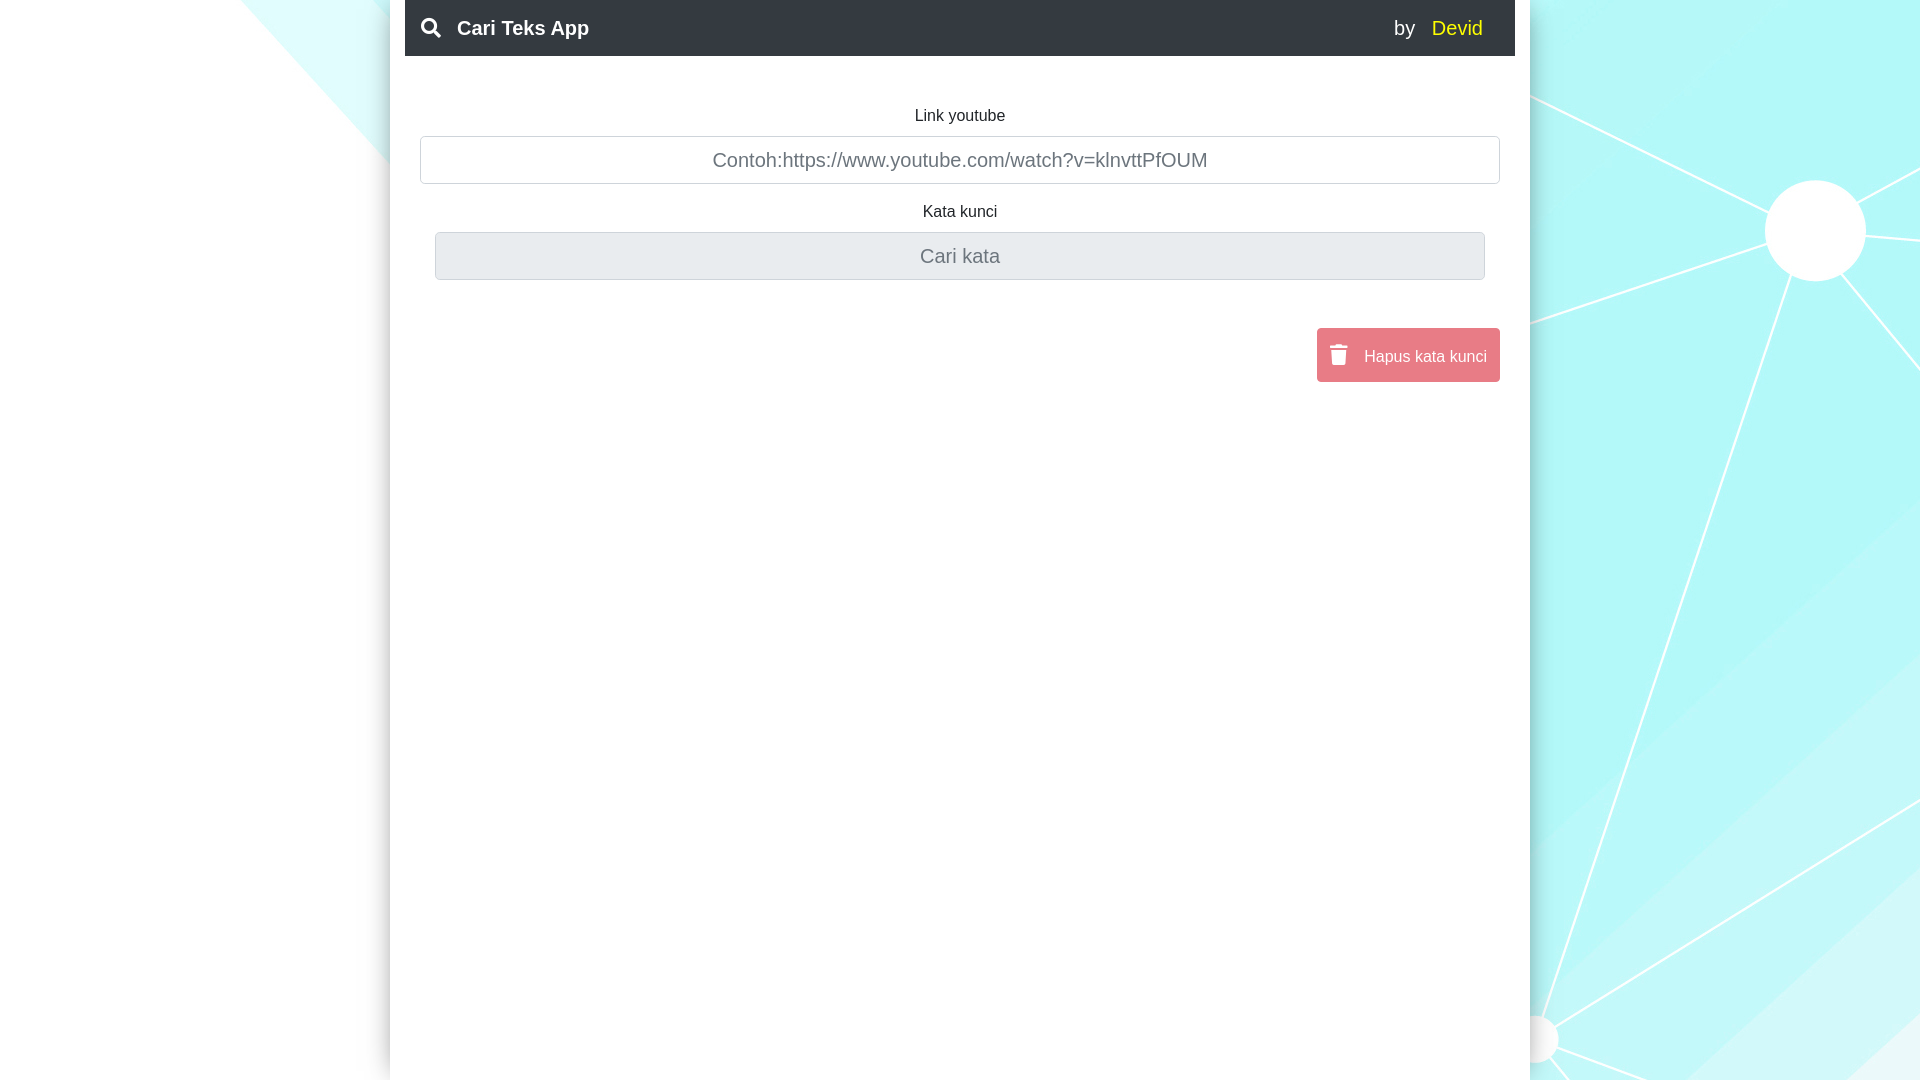 Cari Teks App by Devid
Link youtube
Contoh:https://www.youtube.com/watch?v=klnvttPfOUM
Kata kunci
Cari kata
Hapus kata kunci